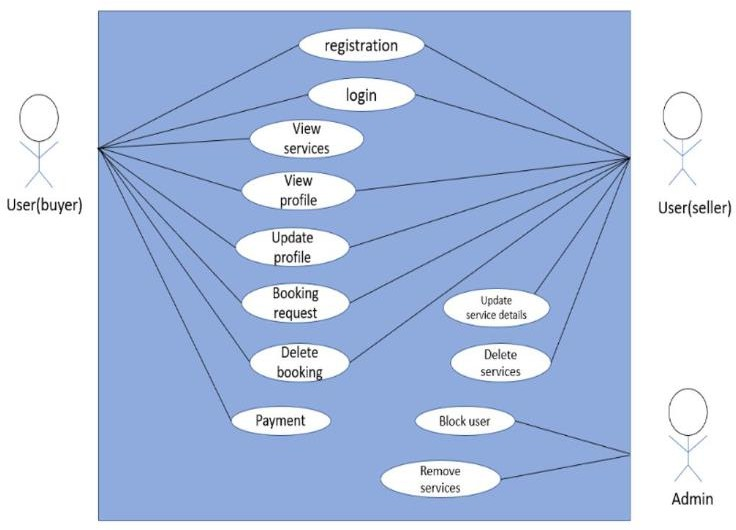 registration
login
View
services
View
profile
Update
profile
Booking
request
Delete
booking
Payment
Update
service details
Delete
services
Block user
Remove
services
User(buyer)
User(seller)
Admin